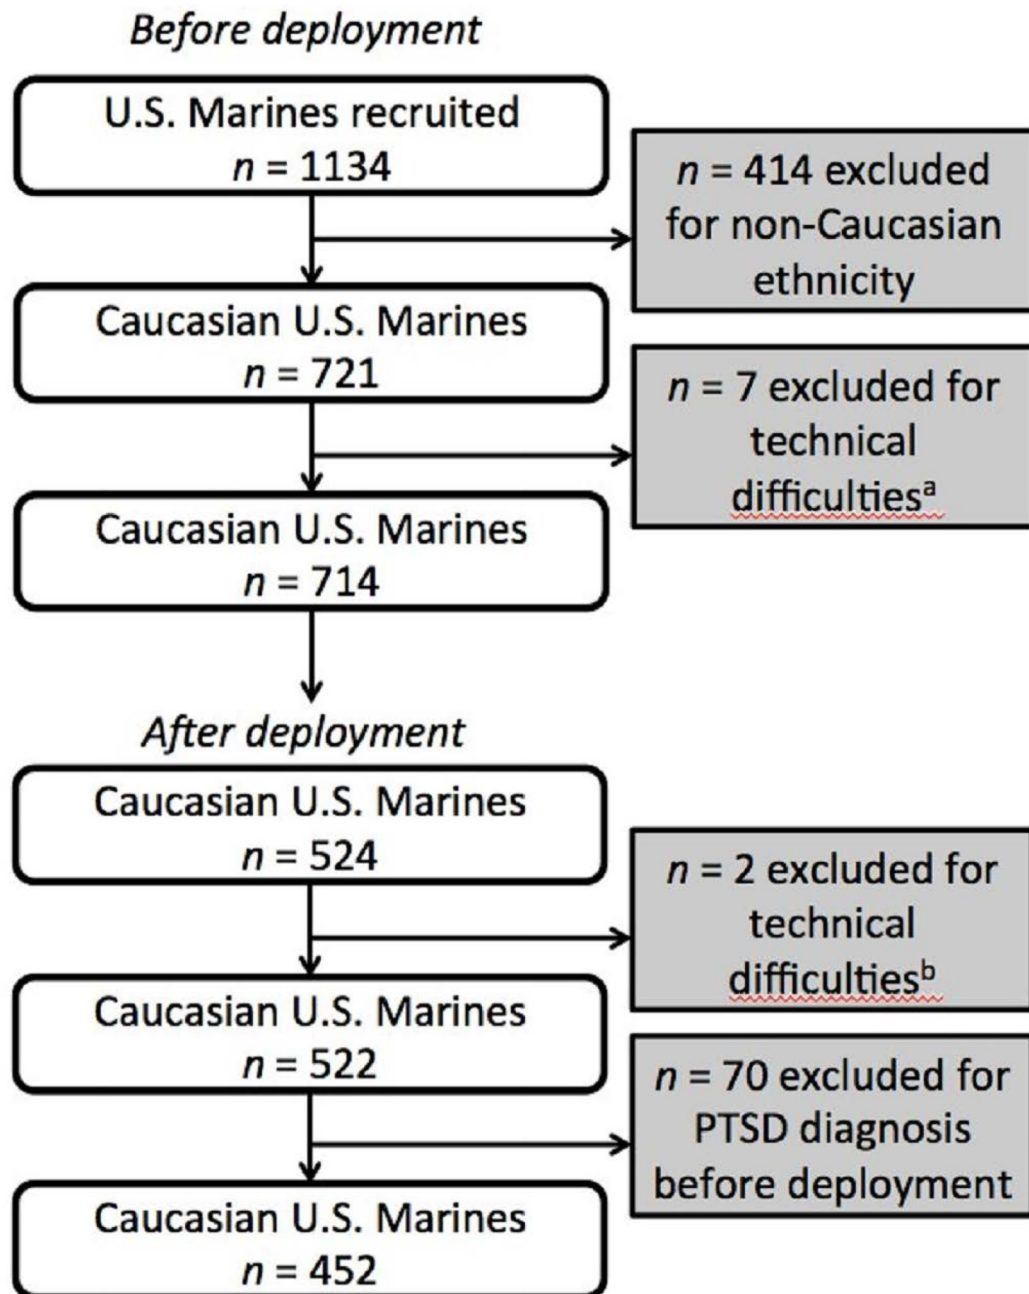 Before deployment
U.S. Marines recruited
n = 1134
n = 414 excluded
for non-Caucasian
ethnicity
Caucasian U.S. Marines
n = 721
n = 7 excluded for
technical
difficultiesᵃ
Caucasian U.S. Marines
n = 714
After deployment
Caucasian U.S. Marines
n = 524
n = 2 excluded for
technical
difficultiesᵇ
Caucasian U.S. Marines
n = 522
n = 70 excluded for
PTSD diagnosis
before deployment
Caucasian U.S. Marines
n = 452